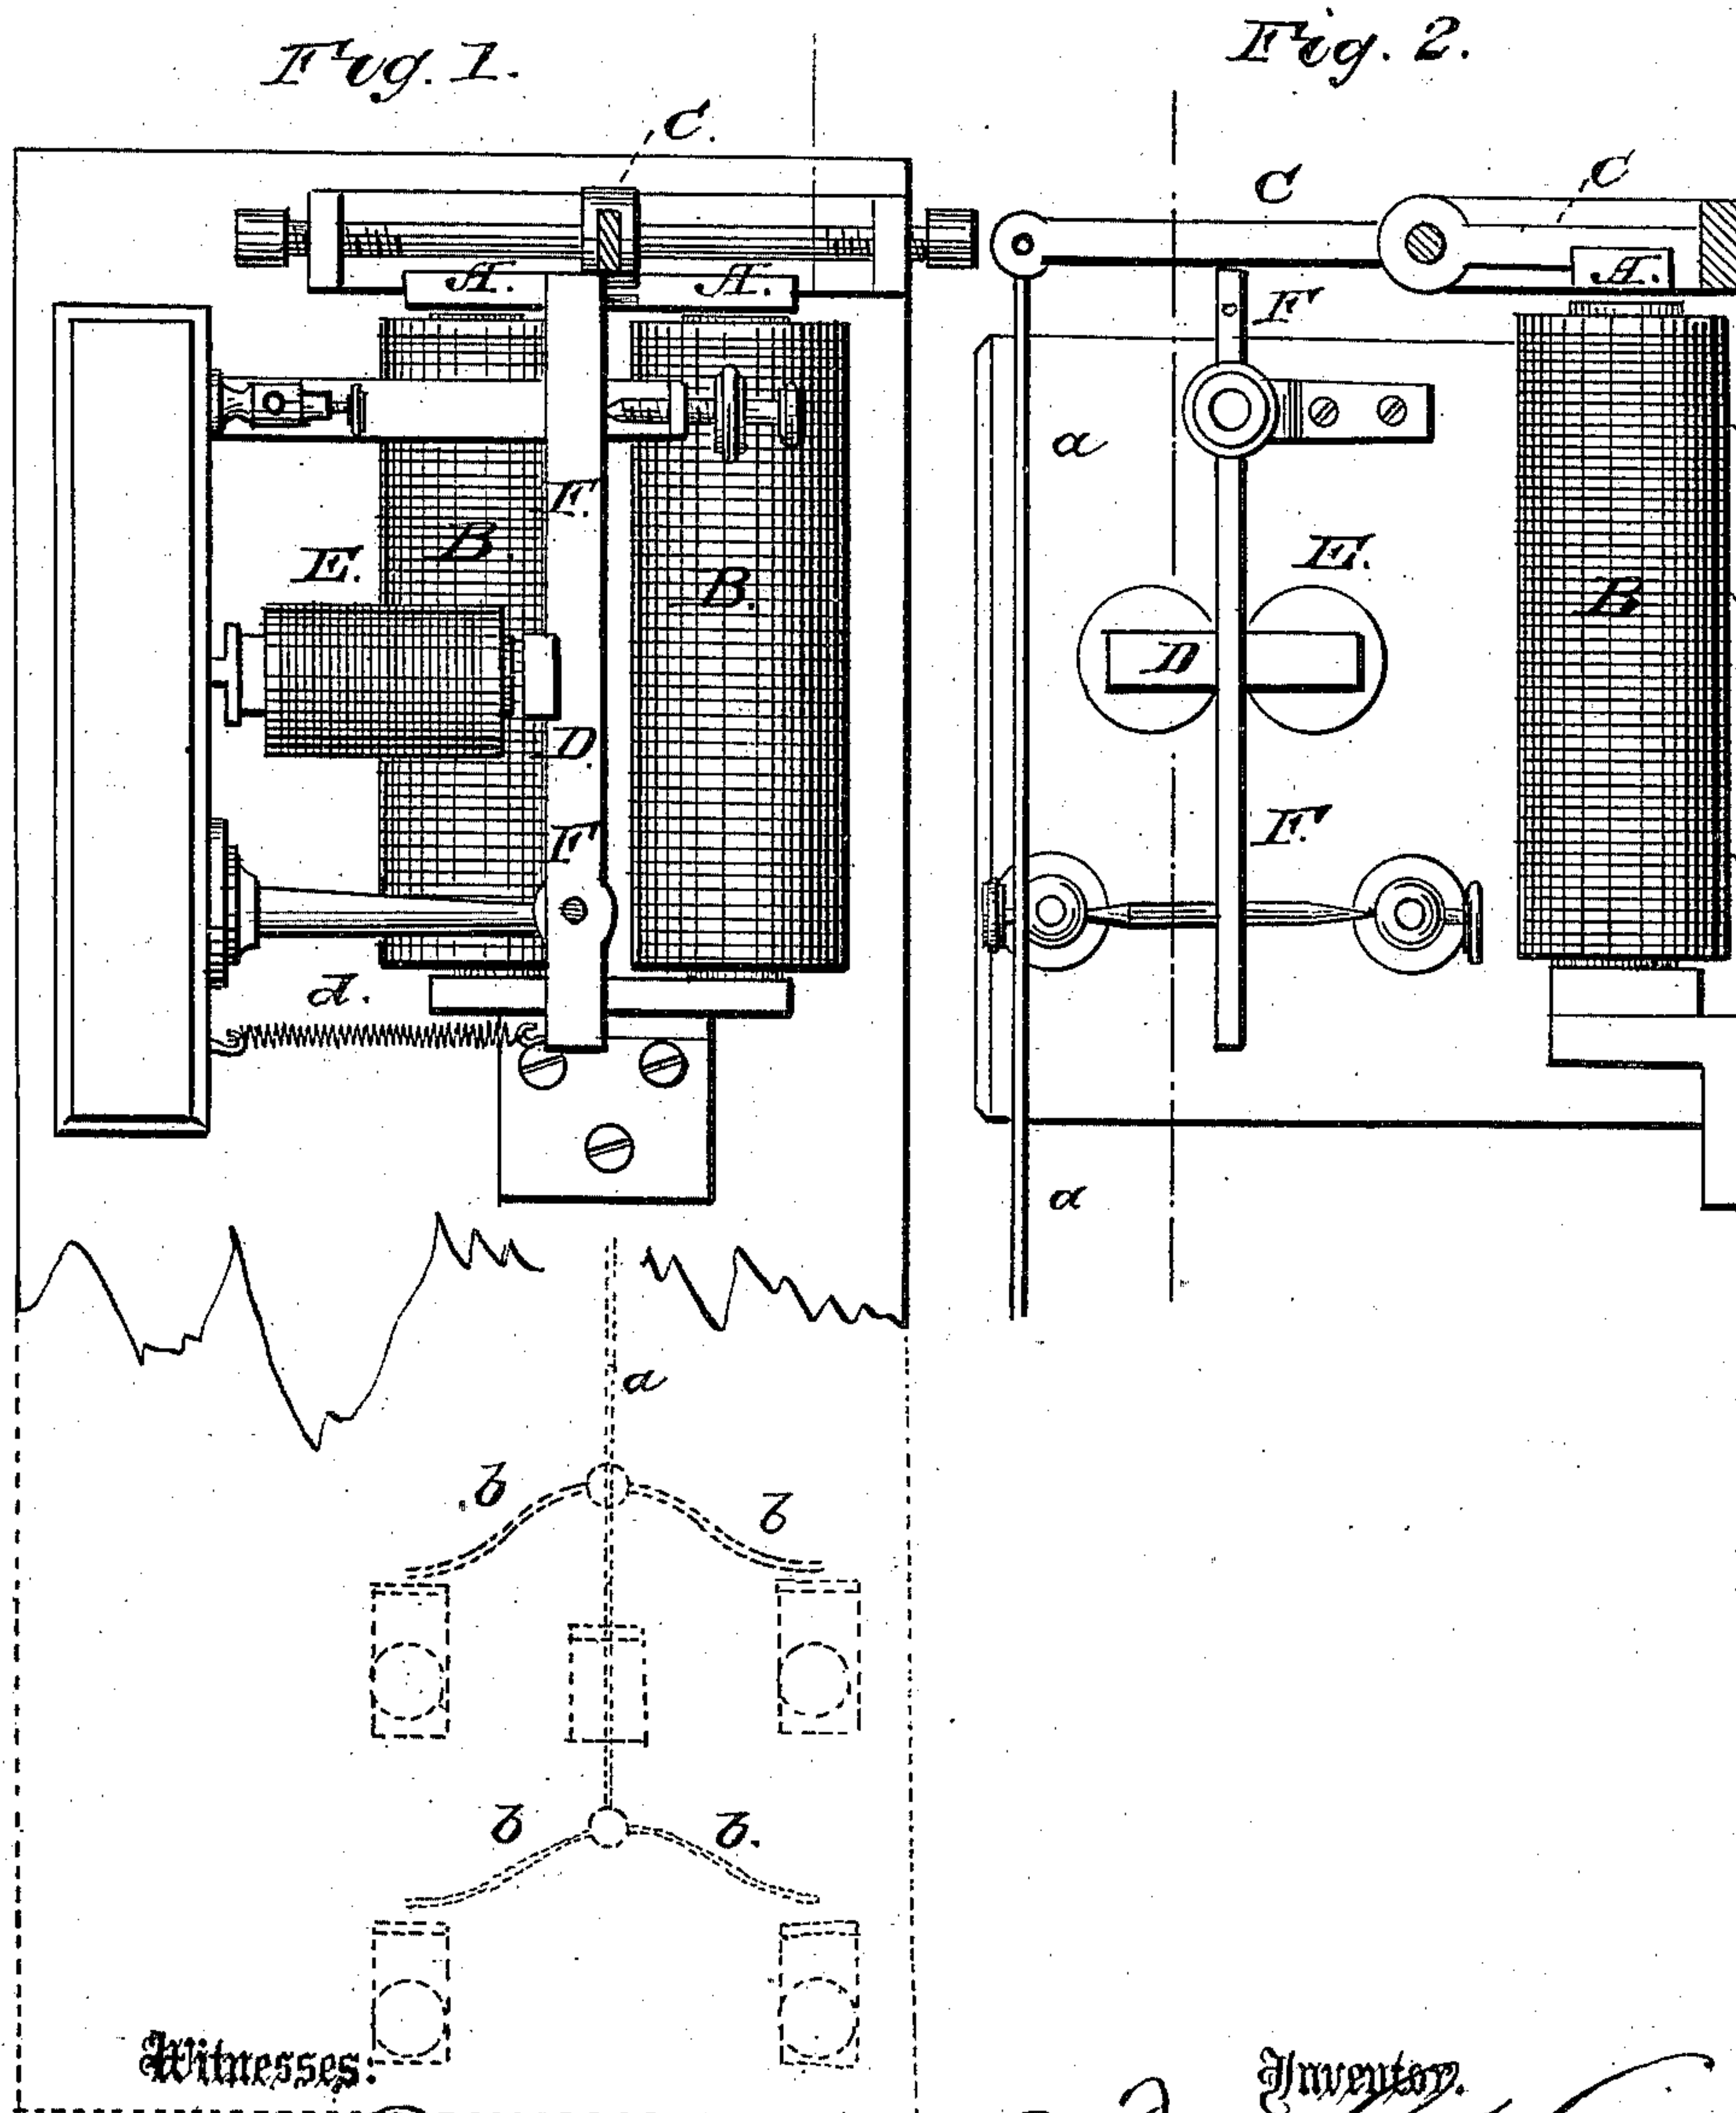 Fig. 1.
Fig. 2.
C.
C
C
A.
A.
A.
F
a
F.
E.
B.
B.
E.
B
D
D.
F
F.
d.
a
a
b
b
b
b.
Witnesses:
Inventor.